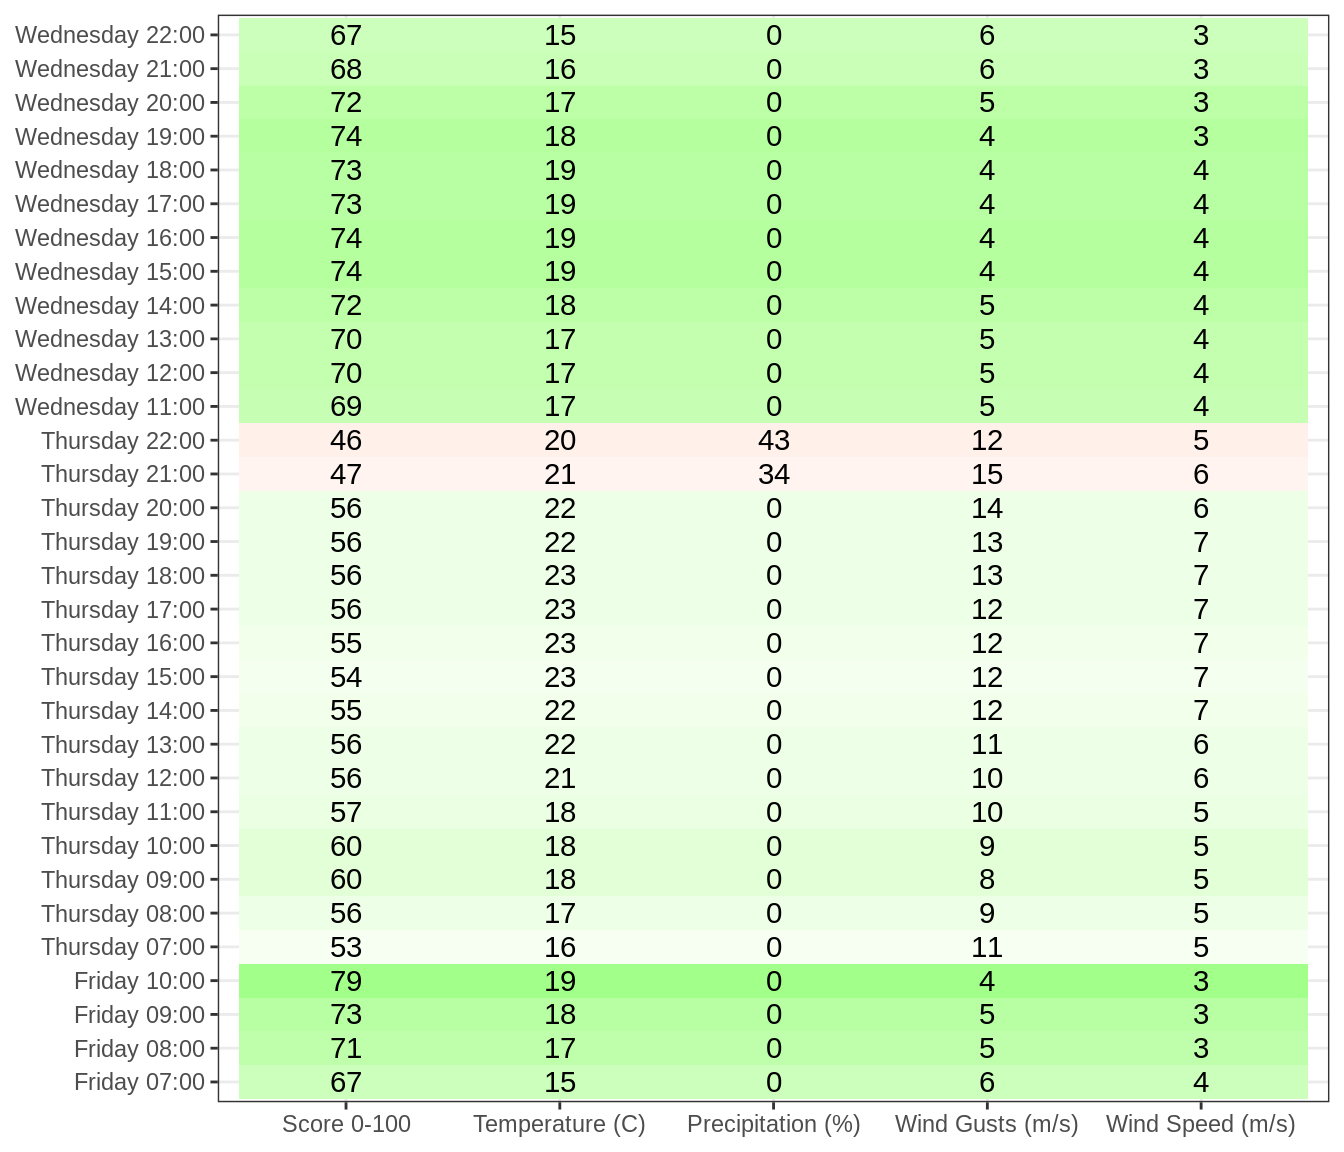 Wednesday 22:00 67 15 0 6 3
Wednesday 21:00 68 16 0 6 3
Wednesday 20:00 72 17 0 5 3
Wednesday 19:00 74 18 0 4 3
Wednesday 18:00 73 19 0 4 4
Wednesday 17:00 73 19 0 4 4
Wednesday 16:00 74 19 0 4 4
Wednesday 15:00 74 19 0 4 4
Wednesday 14:00 72 18 0 5 4
Wednesday 13:00 70 17 0 5 4
Wednesday 12:00 70 17 0 5 4
Wednesday 11:00 69 17 0 5 4
Thursday 22:00 46 20 43 12 5
Thursday 21:00 47 21 34 15 6
Thursday 20:00 56 22 0 14 6
Thursday 19:00 56 22 0 13 7
Thursday 18:00 56 23 0 13 7
Thursday 17:00 56 23 0 12 7
Thursday 16:00 55 23 0 12 7
Thursday 15:00 54 23 0 12 7
Thursday 14:00 55 22 0 12 7
Thursday 13:00 56 22 0 11 6
Thursday 12:00 56 21 0 10 6
Thursday 11:00 57 18 0 10 5
Thursday 10:00 60 18 0 9 5
Thursday 09:00 60 18 0 8 5
Thursday 08:00 56 17 0 9 5
Thursday 07:00 53 16 0 11 5
Friday 10:00 79 19 0 4 3
Friday 09:00 73 18 0 5 3
Friday 08:00 71 17 0 5 3
Friday 07:00 67 15 0 6 4
Score 0-100 Temperature (C) Precipitation (%) Wind Gusts (m/s) Wind Speed (m/s)